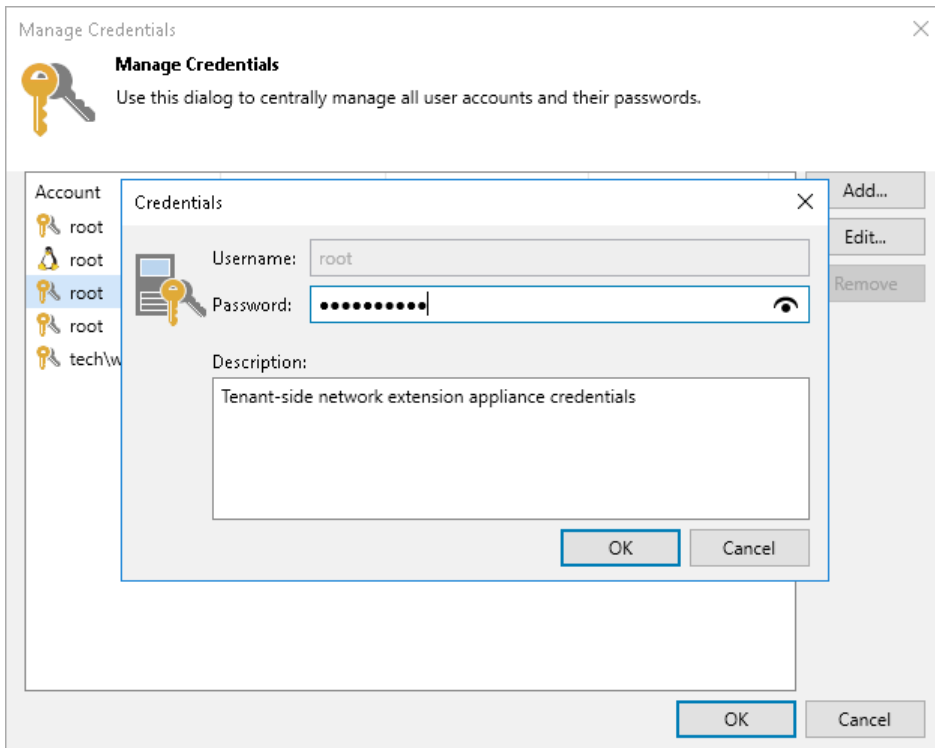 Manage Credentials
Manage Credentials
Use this dialog to centrally manage all user accounts and their passwords.
Account
Add...
root
Edit...
root
Remove
root
root
tech\w
Credentials
Username: root
Password: ●●●●●●●●●●
Description:
Tenant-side network extension appliance credentials
OK Cancel
OK Cancel